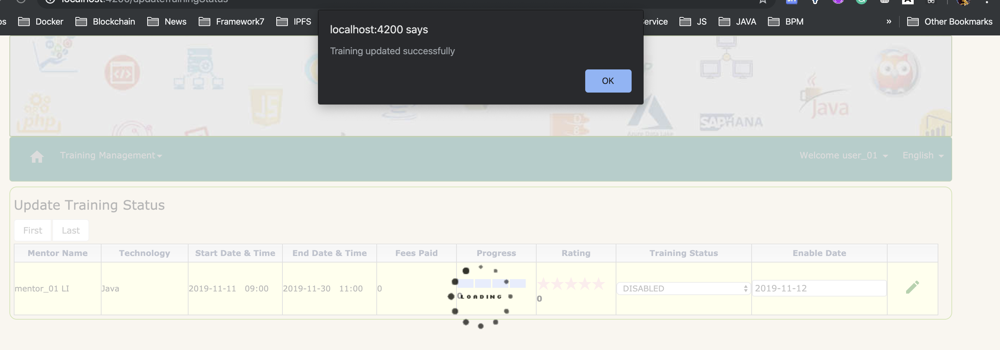 localhost:4200/updateTrainingStatus
Docker Blockchain News Framework7 IPFS Service JS JAVA BPM » Other Bookmarks
localhost:4200 says
Training updated successfully
OK
</>
JS
php
DB
Azure Data Lake
SAP HANA
Java
Training Management
Welcome user_01 English
Update Training Status
First Last
Mentor Name Technology Start Date & Time End Date & Time Fees Paid Progress Rating Training Status Enable Date
mentor_01 LI Java 2019-11-11 09:00 2019-11-30 11:00 0 DISABLED 2019-11-12
0 LOADING
0